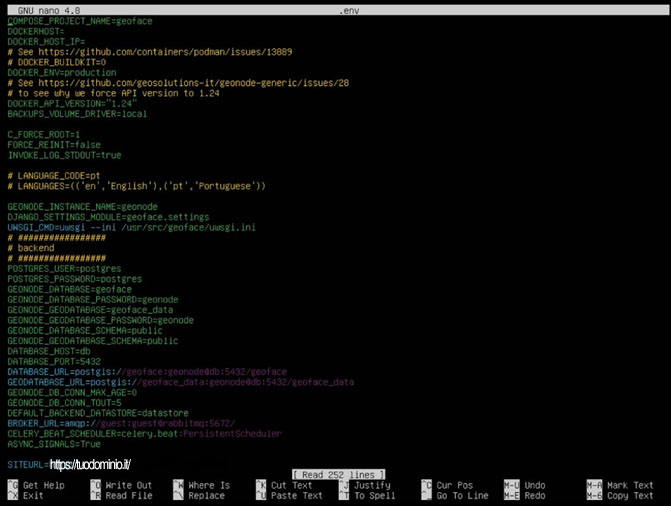 GNU nano 4.8 .env
COMPOSE_PROJECT_NAME=geoface
DOCKERHOST=
DOCKER_HOST_IP=
# See https://github.com/containers/podman/issues/13889
# DOCKER_BUILDKIT=0
DOCKER_ENV=production
# See https://github.com/geosolutions-it/geonode-generic/issues/28
# to see why we force API version to 1.24
DOCKER_API_VERSION="1.24"
BACKUPS_VOLUME_DRIVER=local
C_FORCE_ROOT=1
FORCE_REINIT=false
INVOKE_LOG_STDOUT=true
# LANGUAGE_CODE=pt
# LANGUAGES=(('en','English'),('pt','Portuguese'))
GEONODE_INSTANCE_NAME=geonode
DJANGO_SETTINGS_MODULE=geoface.settings
UWSGI_CMD=uwsgi --ini /usr/src/geoface/uwsgi.ini
# #################
# backend
# #################
POSTGRES_USER=postgres
POSTGRES_PASSWORD=postgres
GEONODE_DATABASE=geoface
GEONODE_DATABASE_PASSWORD=geonode
GEONODE_GEODATABASE=geoface_data
GEONODE_GEODATABASE_PASSWORD=geonode
GEONODE_DATABASE_SCHEMA=public
GEONODE_GEODATABASE_SCHEMA=public
DATABASE_HOST=db
DATABASE_PORT=5432
DATABASE_URL=postgis://geoface:geonode@db:5432/geoface
GEODATABASE_URL=postgis://geoface_data:geonode@db:5432/geoface_data
GEONODE_DB_CONN_MAX_AGE=0
GEONODE_DB_CONN_TOUT=5
DEFAULT_BACKEND_DATASTORE=datastore
BROKER_URL=amqp://guest:guest@rabbitmq:5672/
CELERY_BEAT_SCHEDULER=celery.beat:PersistentScheduler
ASYNC_SIGNALS=True
SITEURL=https://tuodominio.it/
[ Read 252 lines ]
^G Get Help ^O Write Out ^W Where Is ^K Cut Text ^J Justify ^C Cur Pos M-U Undo M-A Mark Text
^X Exit ^R Read File ^\ Replace ^U Paste Text ^T To Spell ^_ Go To Line M-E Redo M-6 Copy Text